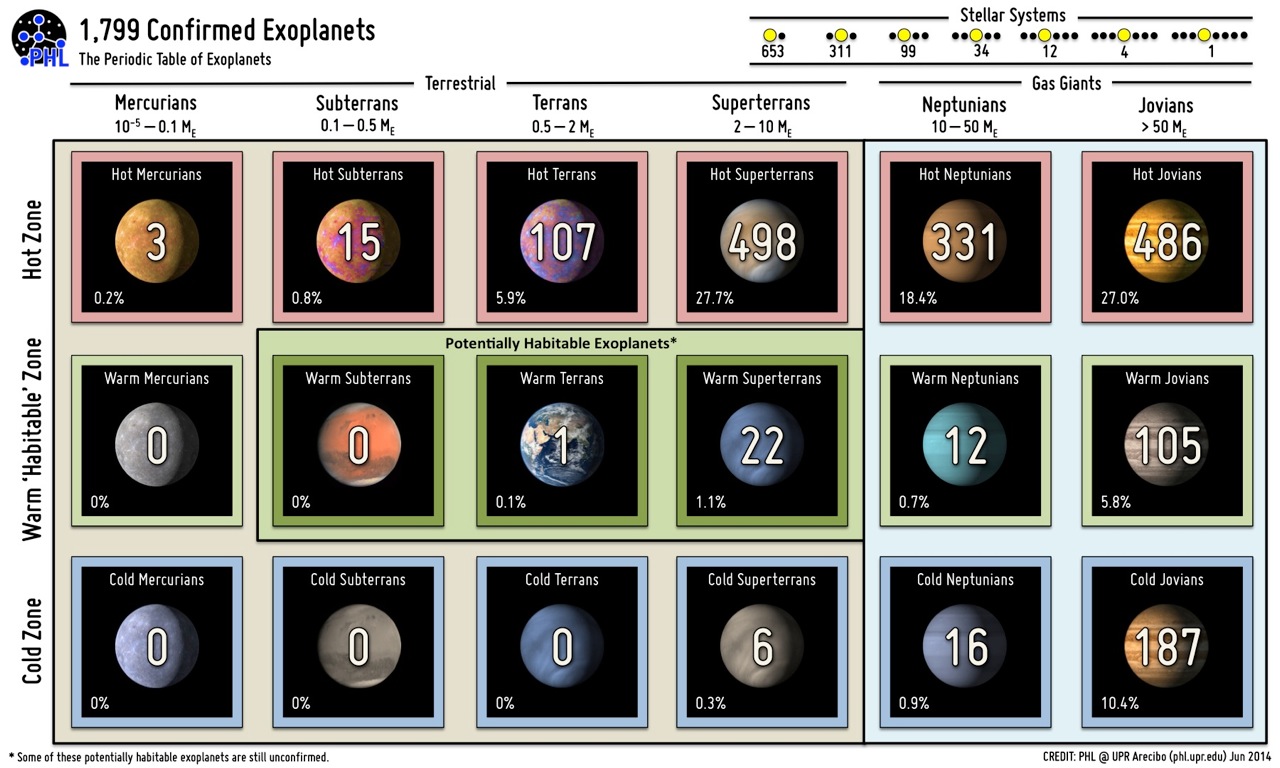 PHL
1,799 Confirmed Exoplanets
The Periodic Table of Exoplanets
Stellar Systems
653 311 99 34 12 4 1
Terrestrial Gas Giants
Mercurians Subterrans Terrans Superterrans Neptunians Jovians
10⁻⁵ — 0.1 M_E 0.1 — 0.5 M_E 0.5 — 2 M_E 2 — 10 M_E 10 — 50 M_E > 50 M_E
Hot Zone
Hot Mercurians Hot Subterrans Hot Terrans Hot Superterrans Hot Neptunians Hot Jovians
3 15 107 498 331 486
0.2% 0.8% 5.9% 27.7% 18.4% 27.0%
Potentially Habitable Exoplanets*
Warm 'Habitable' Zone
Warm Mercurians Warm Subterrans Warm Terrans Warm Superterrans Warm Neptunians Warm Jovians
0 0 1 22 12 105
0% 0% 0.1% 1.1% 0.7% 5.8%
Cold Zone
Cold Mercurians Cold Subterrans Cold Terrans Cold Superterrans Cold Neptunians Cold Jovians
0 0 0 6 16 187
0% 0% 0% 0.3% 0.9% 10.4%
* Some of these potentially habitable exoplanets are still unconfirmed.
CREDIT: PHL @ UPR Arecibo (phl.upr.edu) Jun 2014